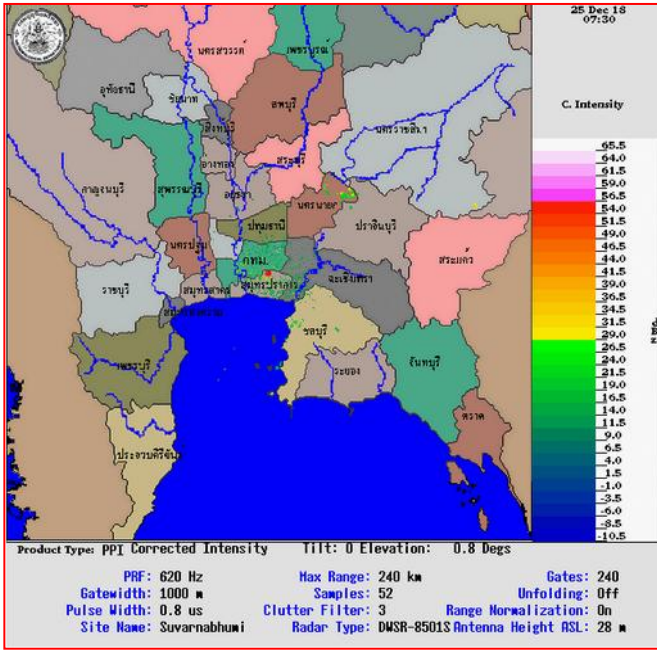 25 Dec 18
07:30
C. Intensity
65.5
64.0
61.5
59.0
56.5
54.0
51.5
49.0
46.5
44.0
41.5
39.0
36.5
34.0
31.5
29.0
26.5
24.0
21.5
19.0
16.5
14.0
11.5
9.0
6.5
4.0
1.5
-1.0
-3.5
-6.0
-8.5
-10.5
นครสวรรค์
เพชรบูรณ์
อุทัยธานี
ชัยนาท
ลพบุรี
สิงห์บุรี
นครราชสีมา
อ่างทอง
สระบุรี
กาญจนบุรี
สุพรรณบุรี
อยุธยา
นครนายก
ปราจีนบุรี
ปทุมธานี
นครปฐม
กทม.
สระแก้ว
ราชบุรี
สมุทรสาคร
สมุทรปราการ
ฉะเชิงเทรา
สมุทรสงคราม
ชลบุรี
เพชรบุรี
ระยอง
จันทบุรี
ตราด
ประจวบคีรีขันธ์
Product Type: PPI Corrected Intensity Tilt: 0 Elevation: 0.8 Degs
PRF: 620 Hz Max Range: 240 km Gates: 240
Gatewidth: 1000 m Samples: 52 Unfolding: Off
Pulse Width: 0.8 us Clutter Filter: 3 Range Normalization: On
Site Name: Suvarnabhumi Radar Type: DWSR-8501S Antenna Height ASL: 28 m